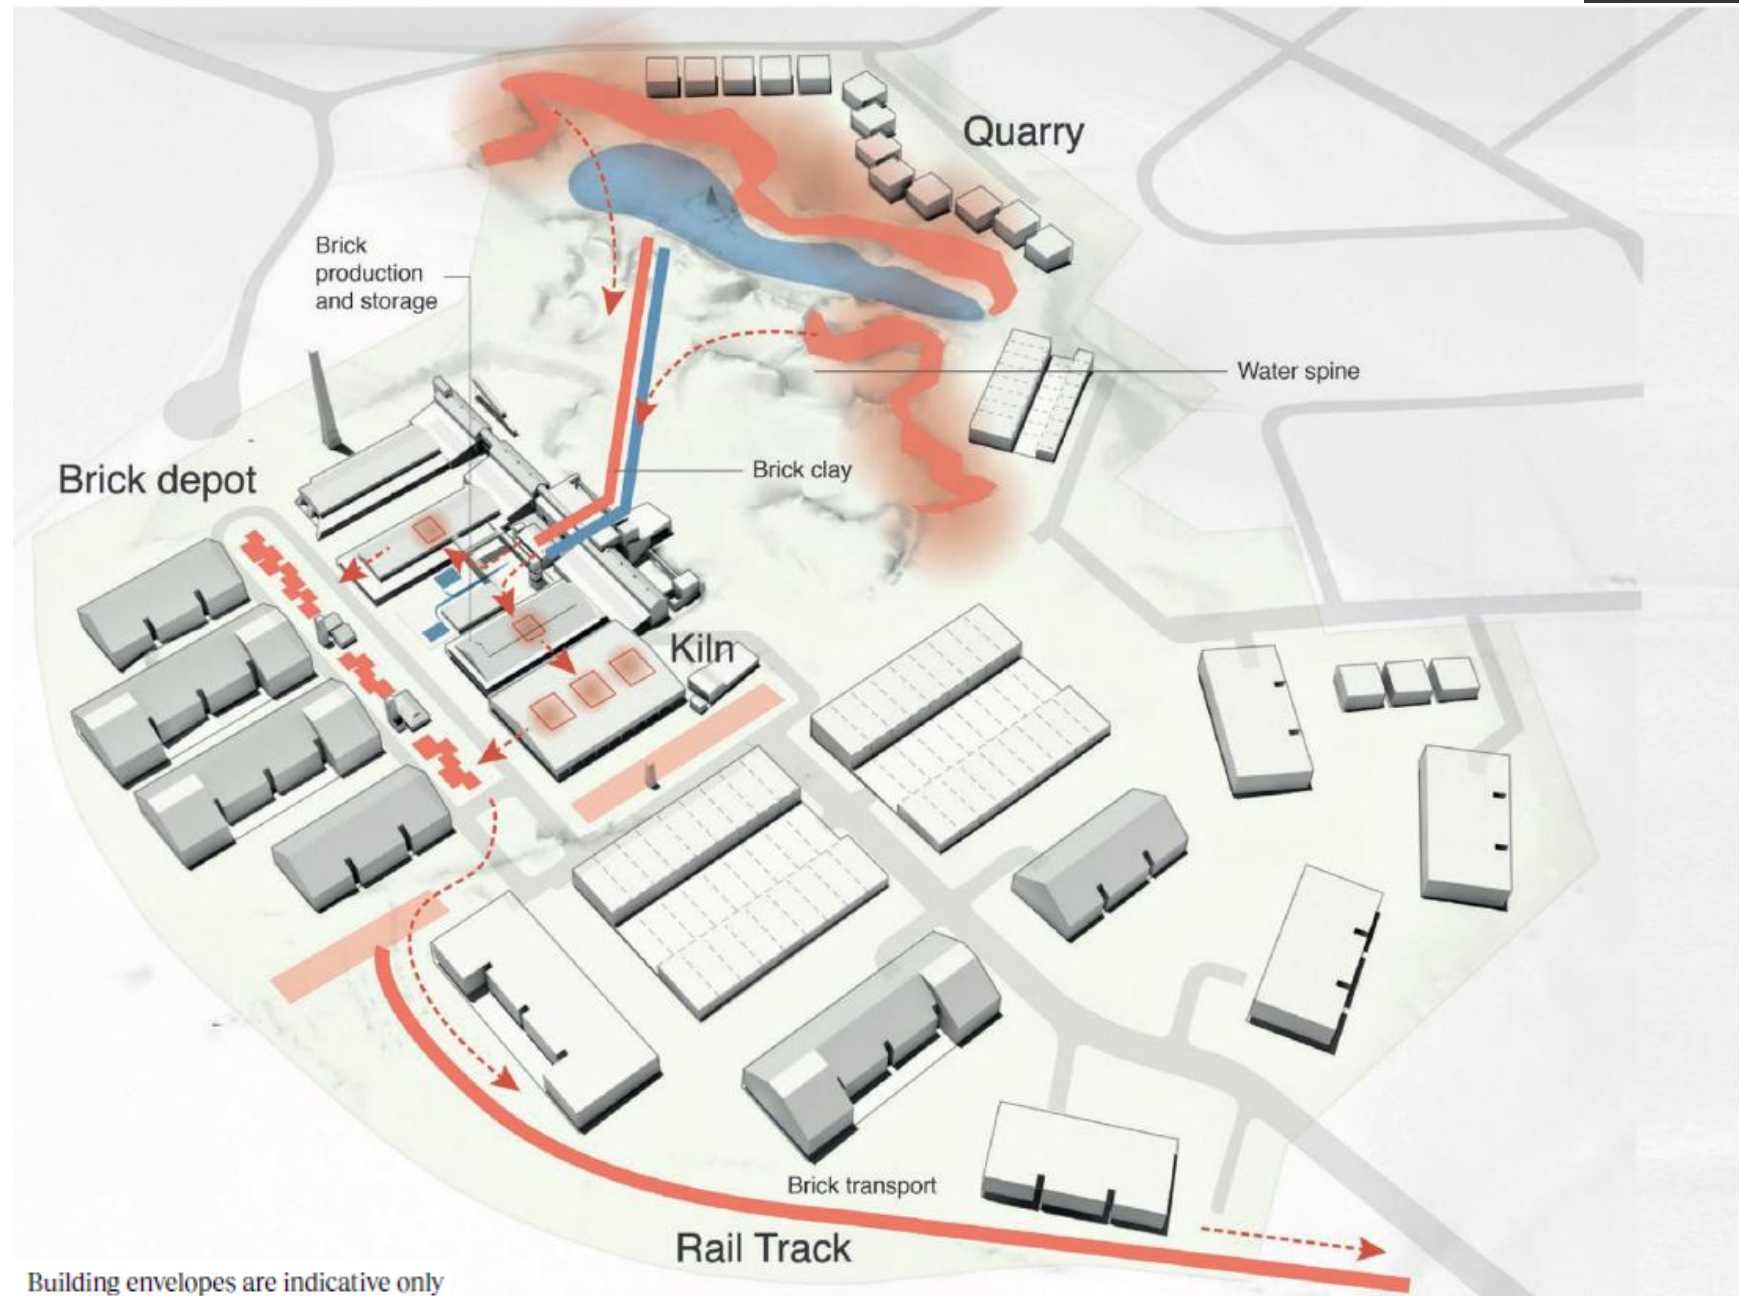 Quarry
Brick
production
and storage
Water spine
Brick clay
Brick depot
Kiln
Brick transport
Rail Track
Building envelopes are indicative only